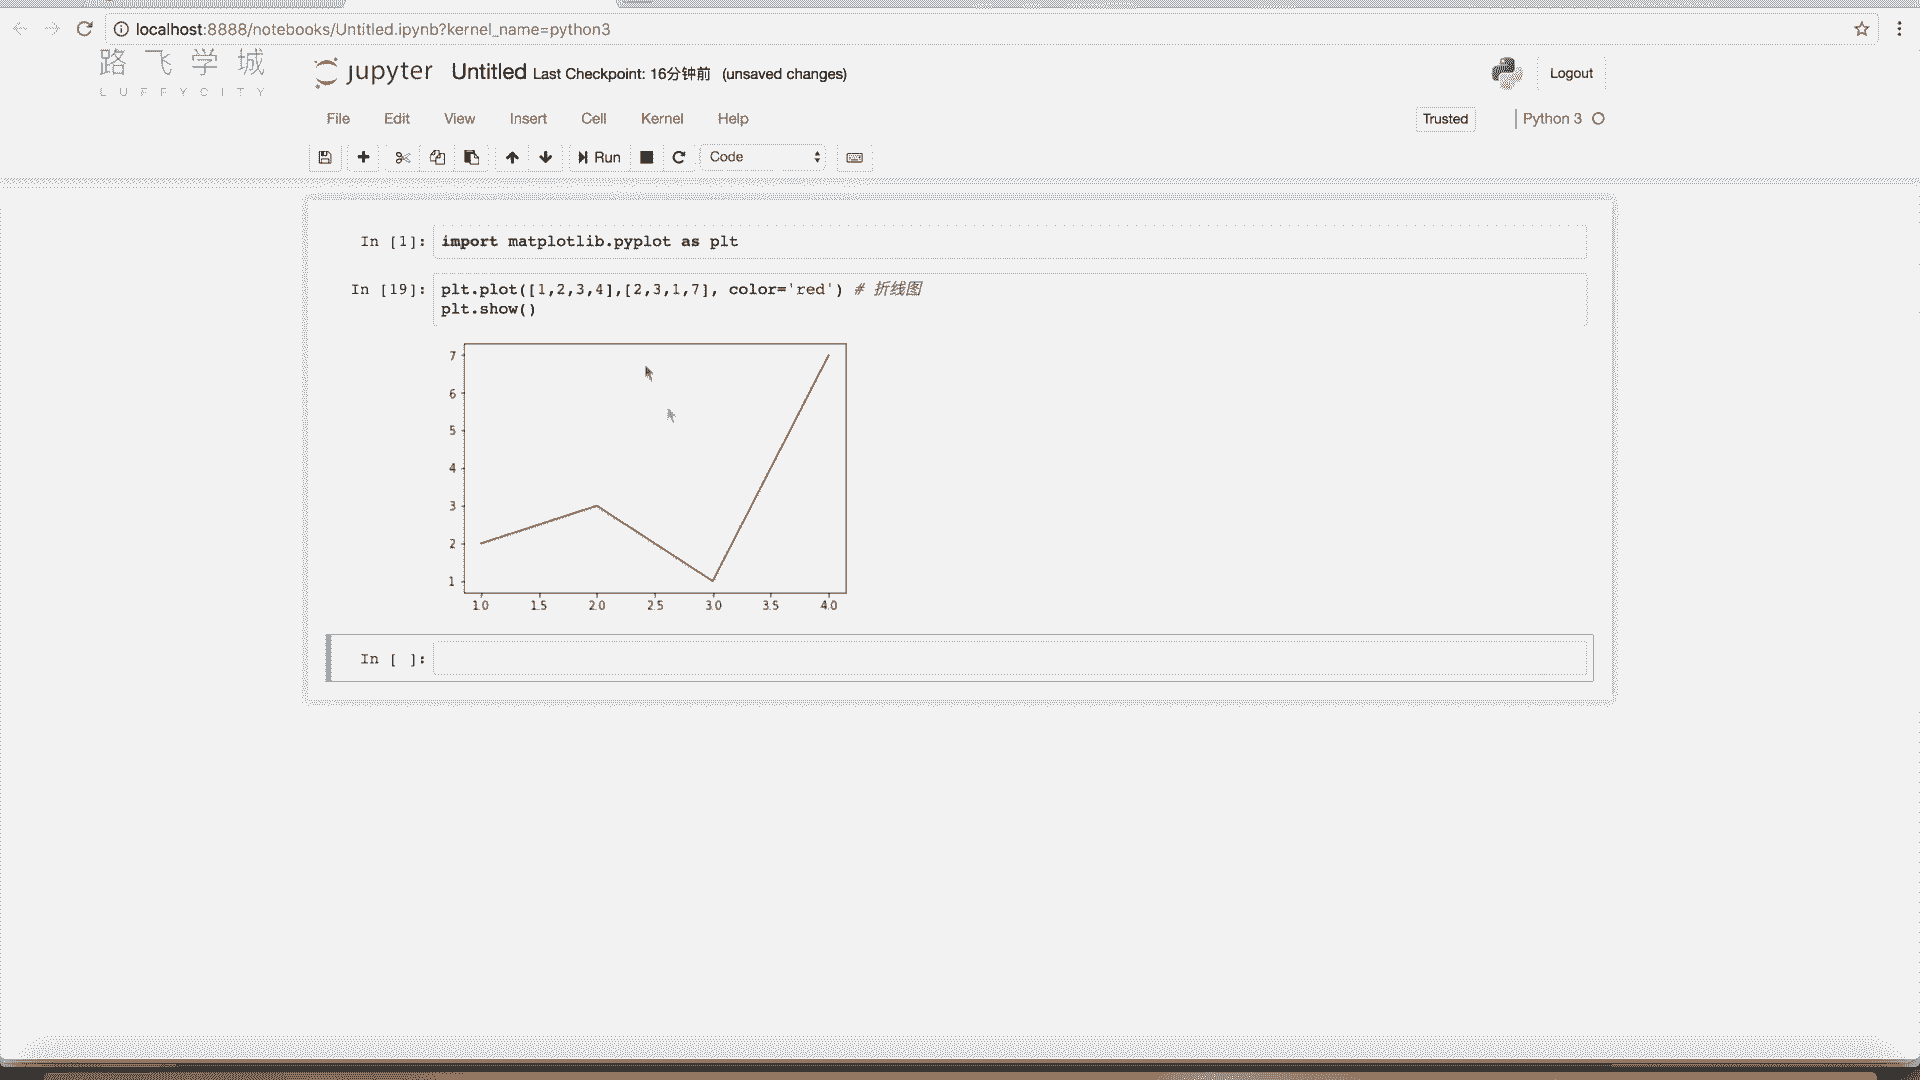 localhost:8888/notebooks/Untitled.ipynb?kernel_name=python3
路飞学城
LUFFYCITY
jupyter Untitled Last Checkpoint: 16分钟前 (unsaved changes)
Logout
File Edit View Insert Cell Kernel Help
Trusted
Python 3
Run
Code
In [1]: import matplotlib.pyplot as plt
In [19]: plt.plot([1,2,3,4],[2,3,1,7], color='red') # 折线图
plt.show()
7
6
5
4
3
2
1
1.0 1.5 2.0 2.5 3.0 3.5 4.0
In [ ]: